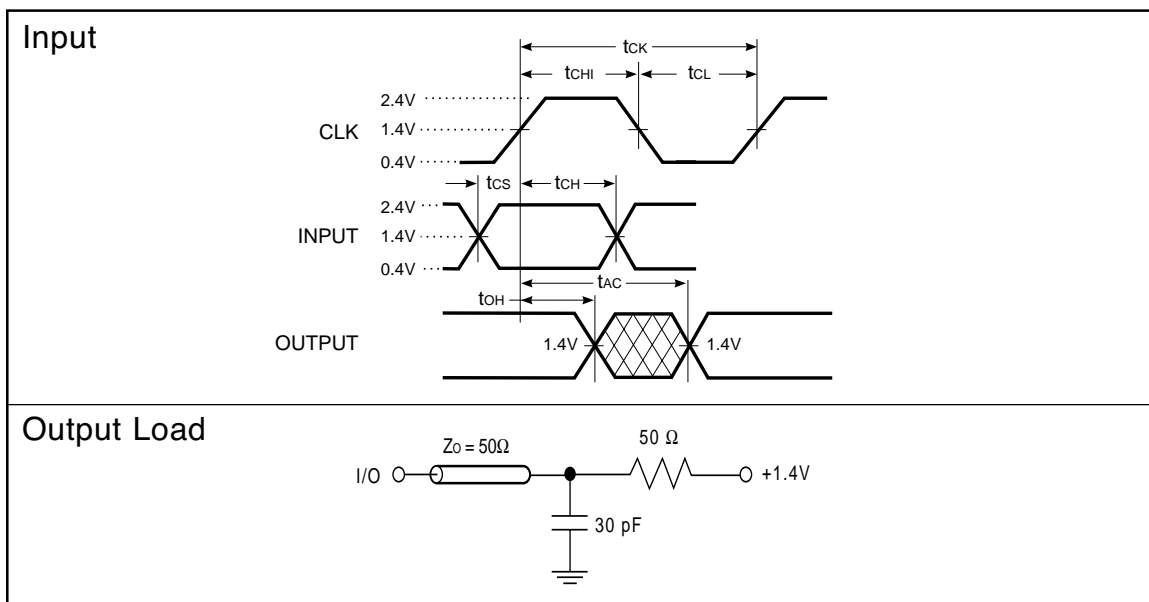 Input
tCK
tCHI tCL
2.4V
CLK 1.4V
0.4V
tCS tCH
2.4V
INPUT 1.4V
0.4V
tAC
tOH
OUTPUT 1.4V 1.4V
Output Load
ZO = 50Ω 50 Ω
I/O +1.4V
30 pF